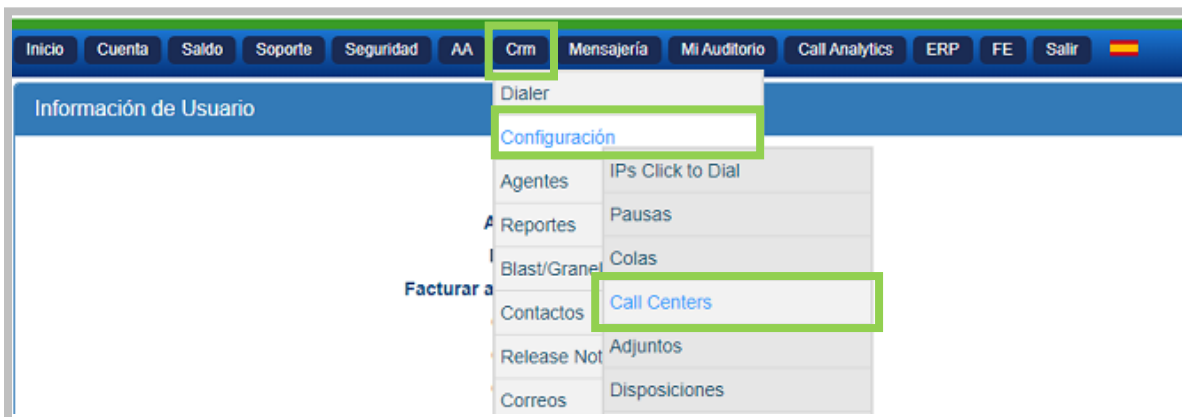 Inicio Cuenta Saldo Soporte Seguridad AA Crm Mensajería Mi Auditorio Call Analytics ERP FE Salir
Información de Usuario
Dialer
Configuración
Agentes
Reportes
Blast/Granel
Contactos
Release Not
Correos
IPs Click to Dial
Pausas
Colas
Call Centers
Adjuntos
Disposiciones
Facturar a